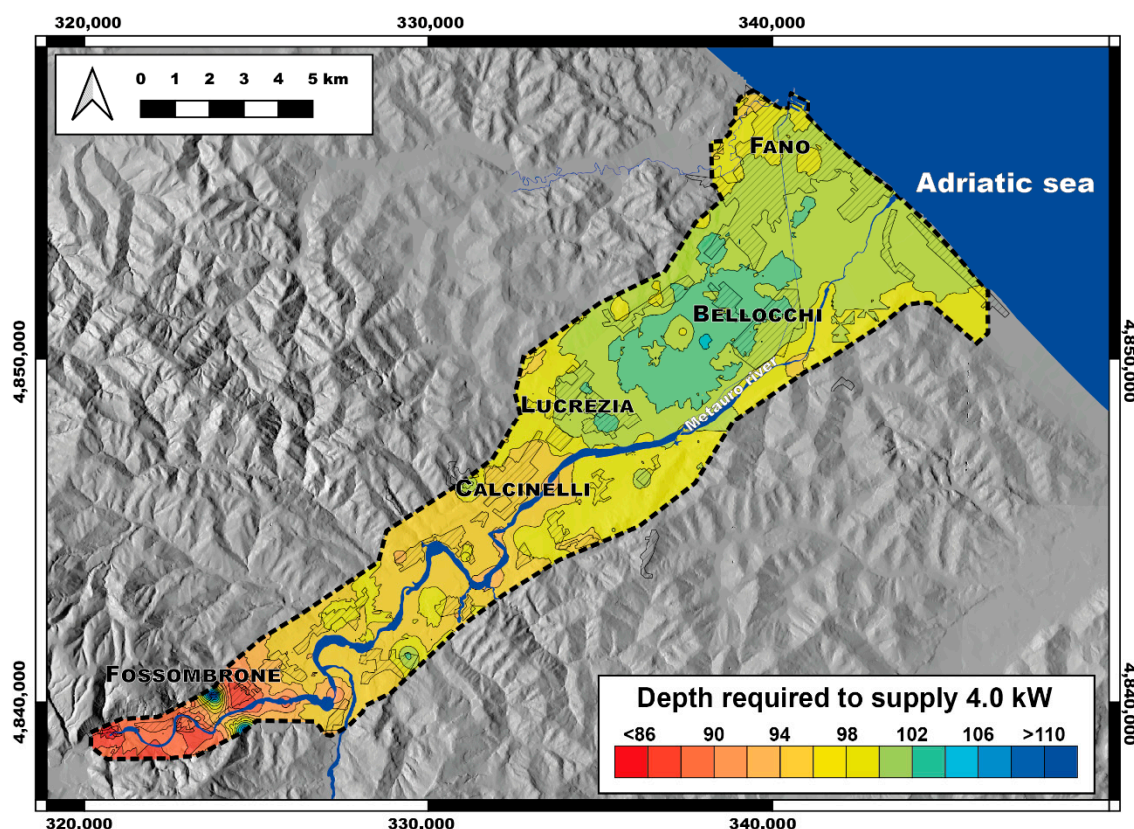 320,000 330,000 340,000
0 1 2 3 4 5 km
FANO
Adriatic sea
BELLOCCHI
4,850,000 4,850,000
Metauro river
LUCREZIA
CALCINELLI
FOSSOMBRONE
4,840,000 4,840,000
Depth required to supply 4.0 kW
<86 90 94 98 102 106 >110
320,000 330,000 340,000